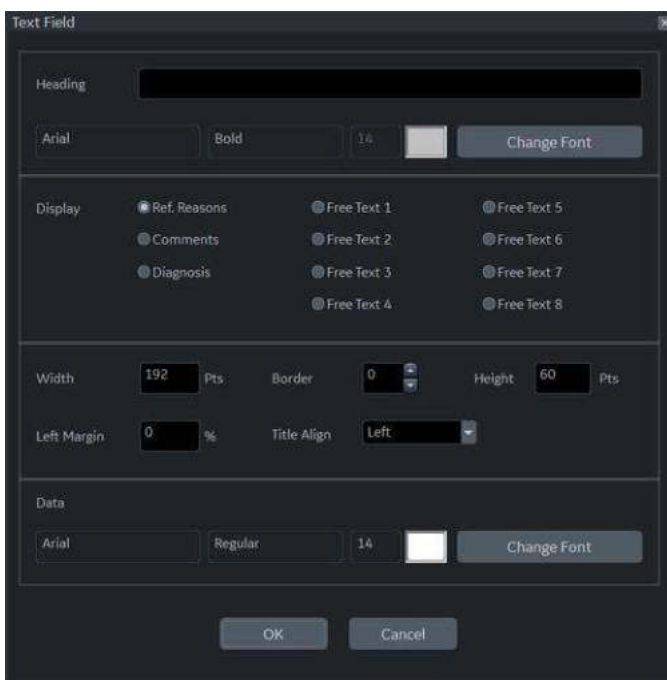 Text Field
Heading
Arial Bold 14 Change Font
Display Ref. Reasons Free Text 1 Free Text 5
Comments Free Text 2 Free Text 6
Diagnosis Free Text 3 Free Text 7
Free Text 4 Free Text 8
Width 192 Pts Border 0 Height 60 Pts
Left Margin 0 % Title Align Left
Data
Arial Regular 14 Change Font
OK Cancel